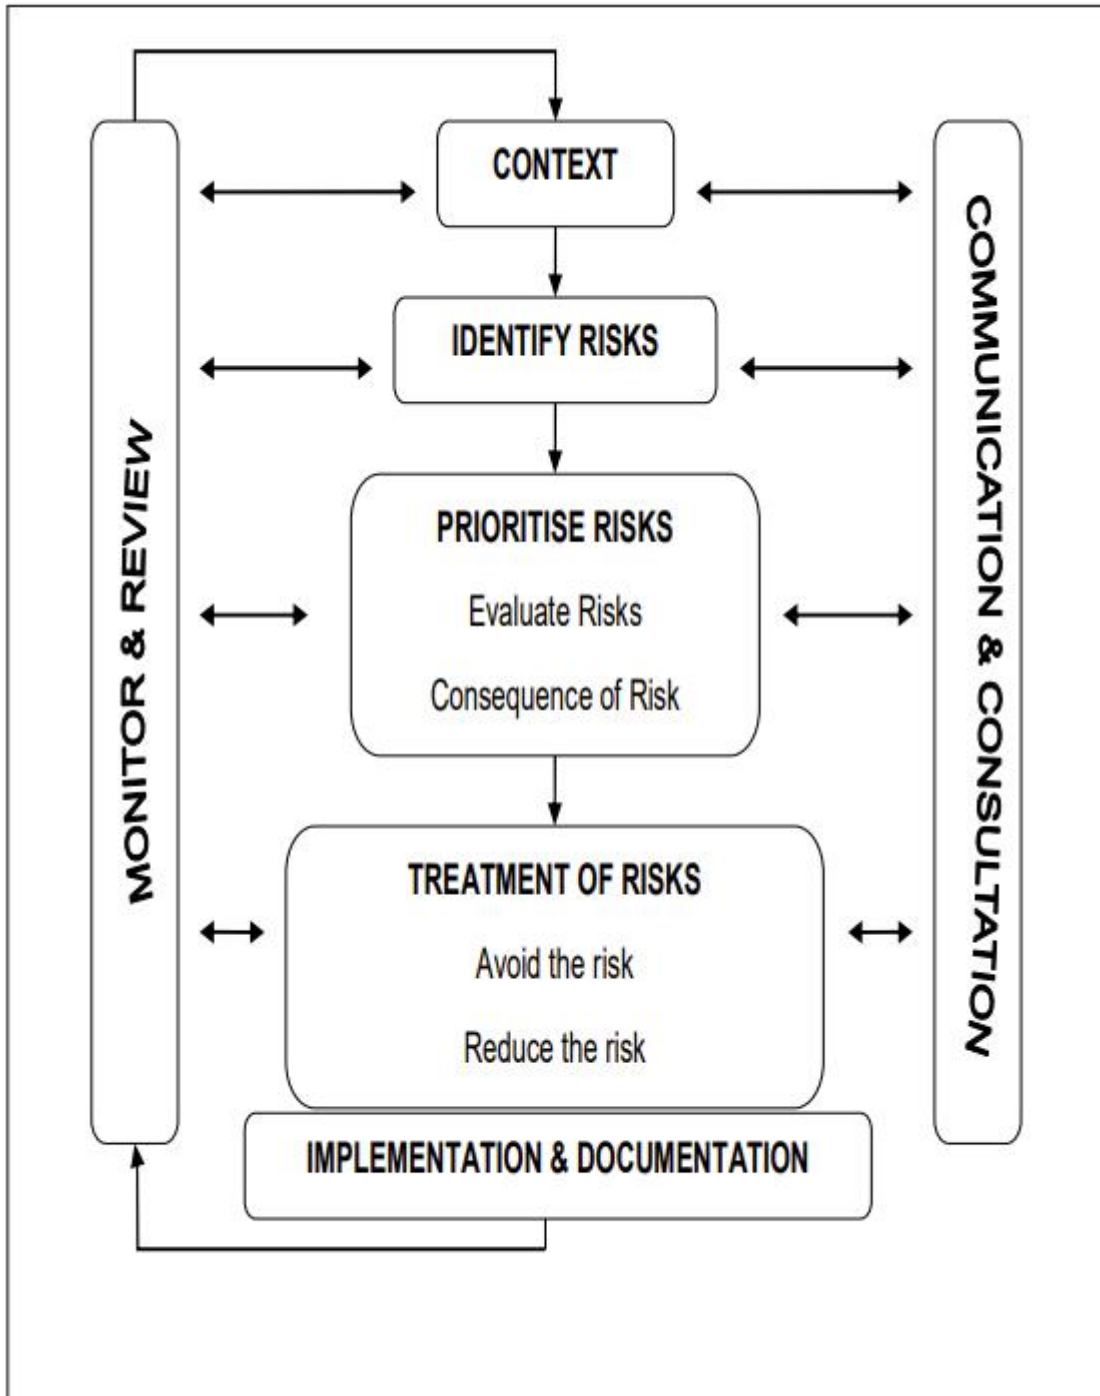 CONTEXT
IDENTIFY RISKS
PRIORITISE RISKS
Evaluate Risks
Consequence of Risk
TREATMENT OF RISKS
Avoid the risk
Reduce the risk
IMPLEMENTATION & DOCUMENTATION
MONITOR & REVIEW
COMMUNICATION & CONSULTATION